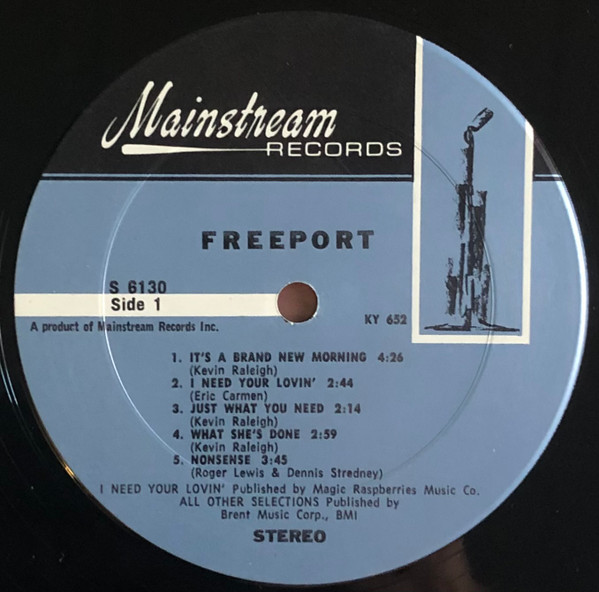 Mainstream
RECORDS
FREEPORT
S 6130
Side 1
KY 652
A product of Mainstream Records Inc.
1. IT'S A BRAND NEW MORNING 4:26
(Kevin Raleigh)
2. I NEED YOUR LOVIN' 2:44
(Eric Carmen)
3. JUST WHAT YOU NEED 2:14
(Kevin Raleigh)
4. WHAT SHE'S DONE 2:59
(Kevin Raleigh)
5. NONSENSE 3:45
(Roger Lewis & Dennis Stredney)
I NEED YOUR LOVIN' Published by Magic Raspberries Music Co.
ALL OTHER SELECTIONS Published by
Brent Music Corp., BMI
STEREO